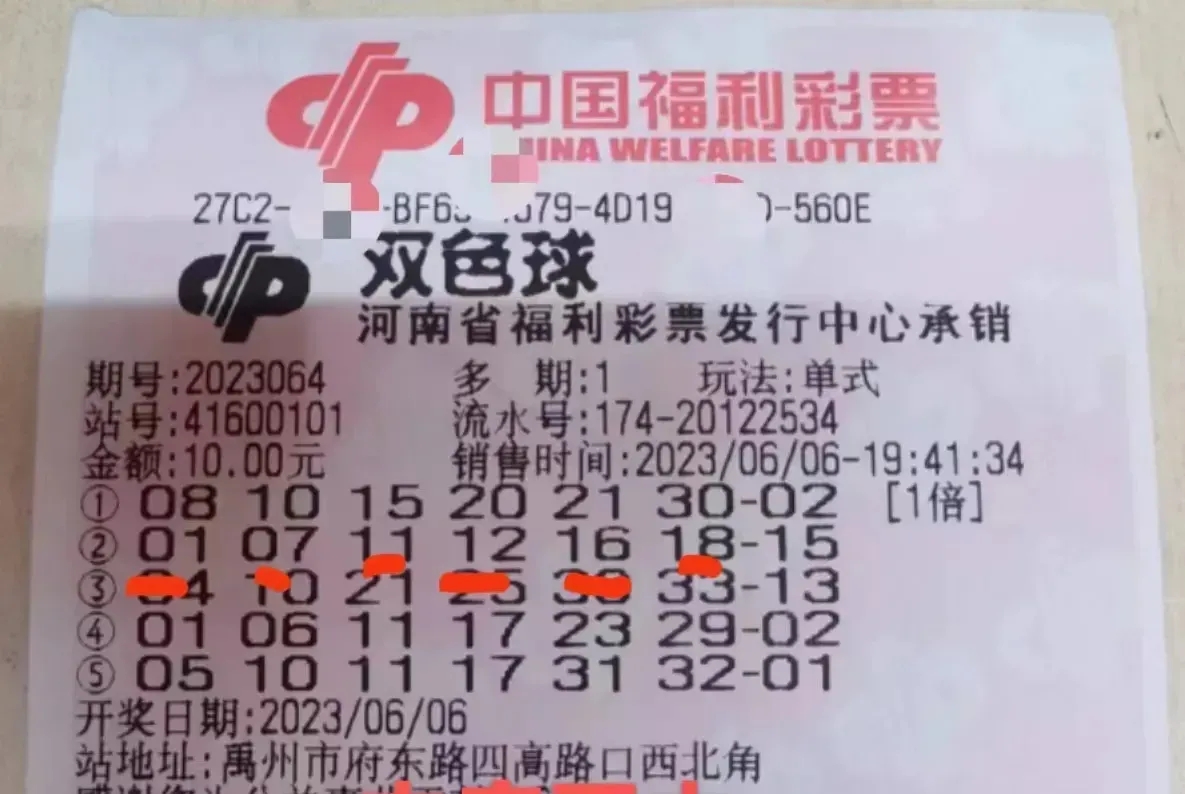 中国福利彩票
INA WELFARE LOTTERY
27C2- -BF6 579-4D19 -560E
双色球
河南省福利彩票发行中心承销
期号:2023064 多 期:1 玩法:单式
站号:41600101 流水号:174-20122534
金额:10.00元 销售时间:2023/06/06-19:41:34
① 08 10 15 20 21 30-02 [1倍]
② 01 07 11 12 16 18-15
③ 04 10 21 25 33-13
④ 01 06 11 17 23 29-02
⑤ 05 10 11 17 31 32-01
开奖日期:2023/06/06
站地址:禹州市府东路四高路口西北角